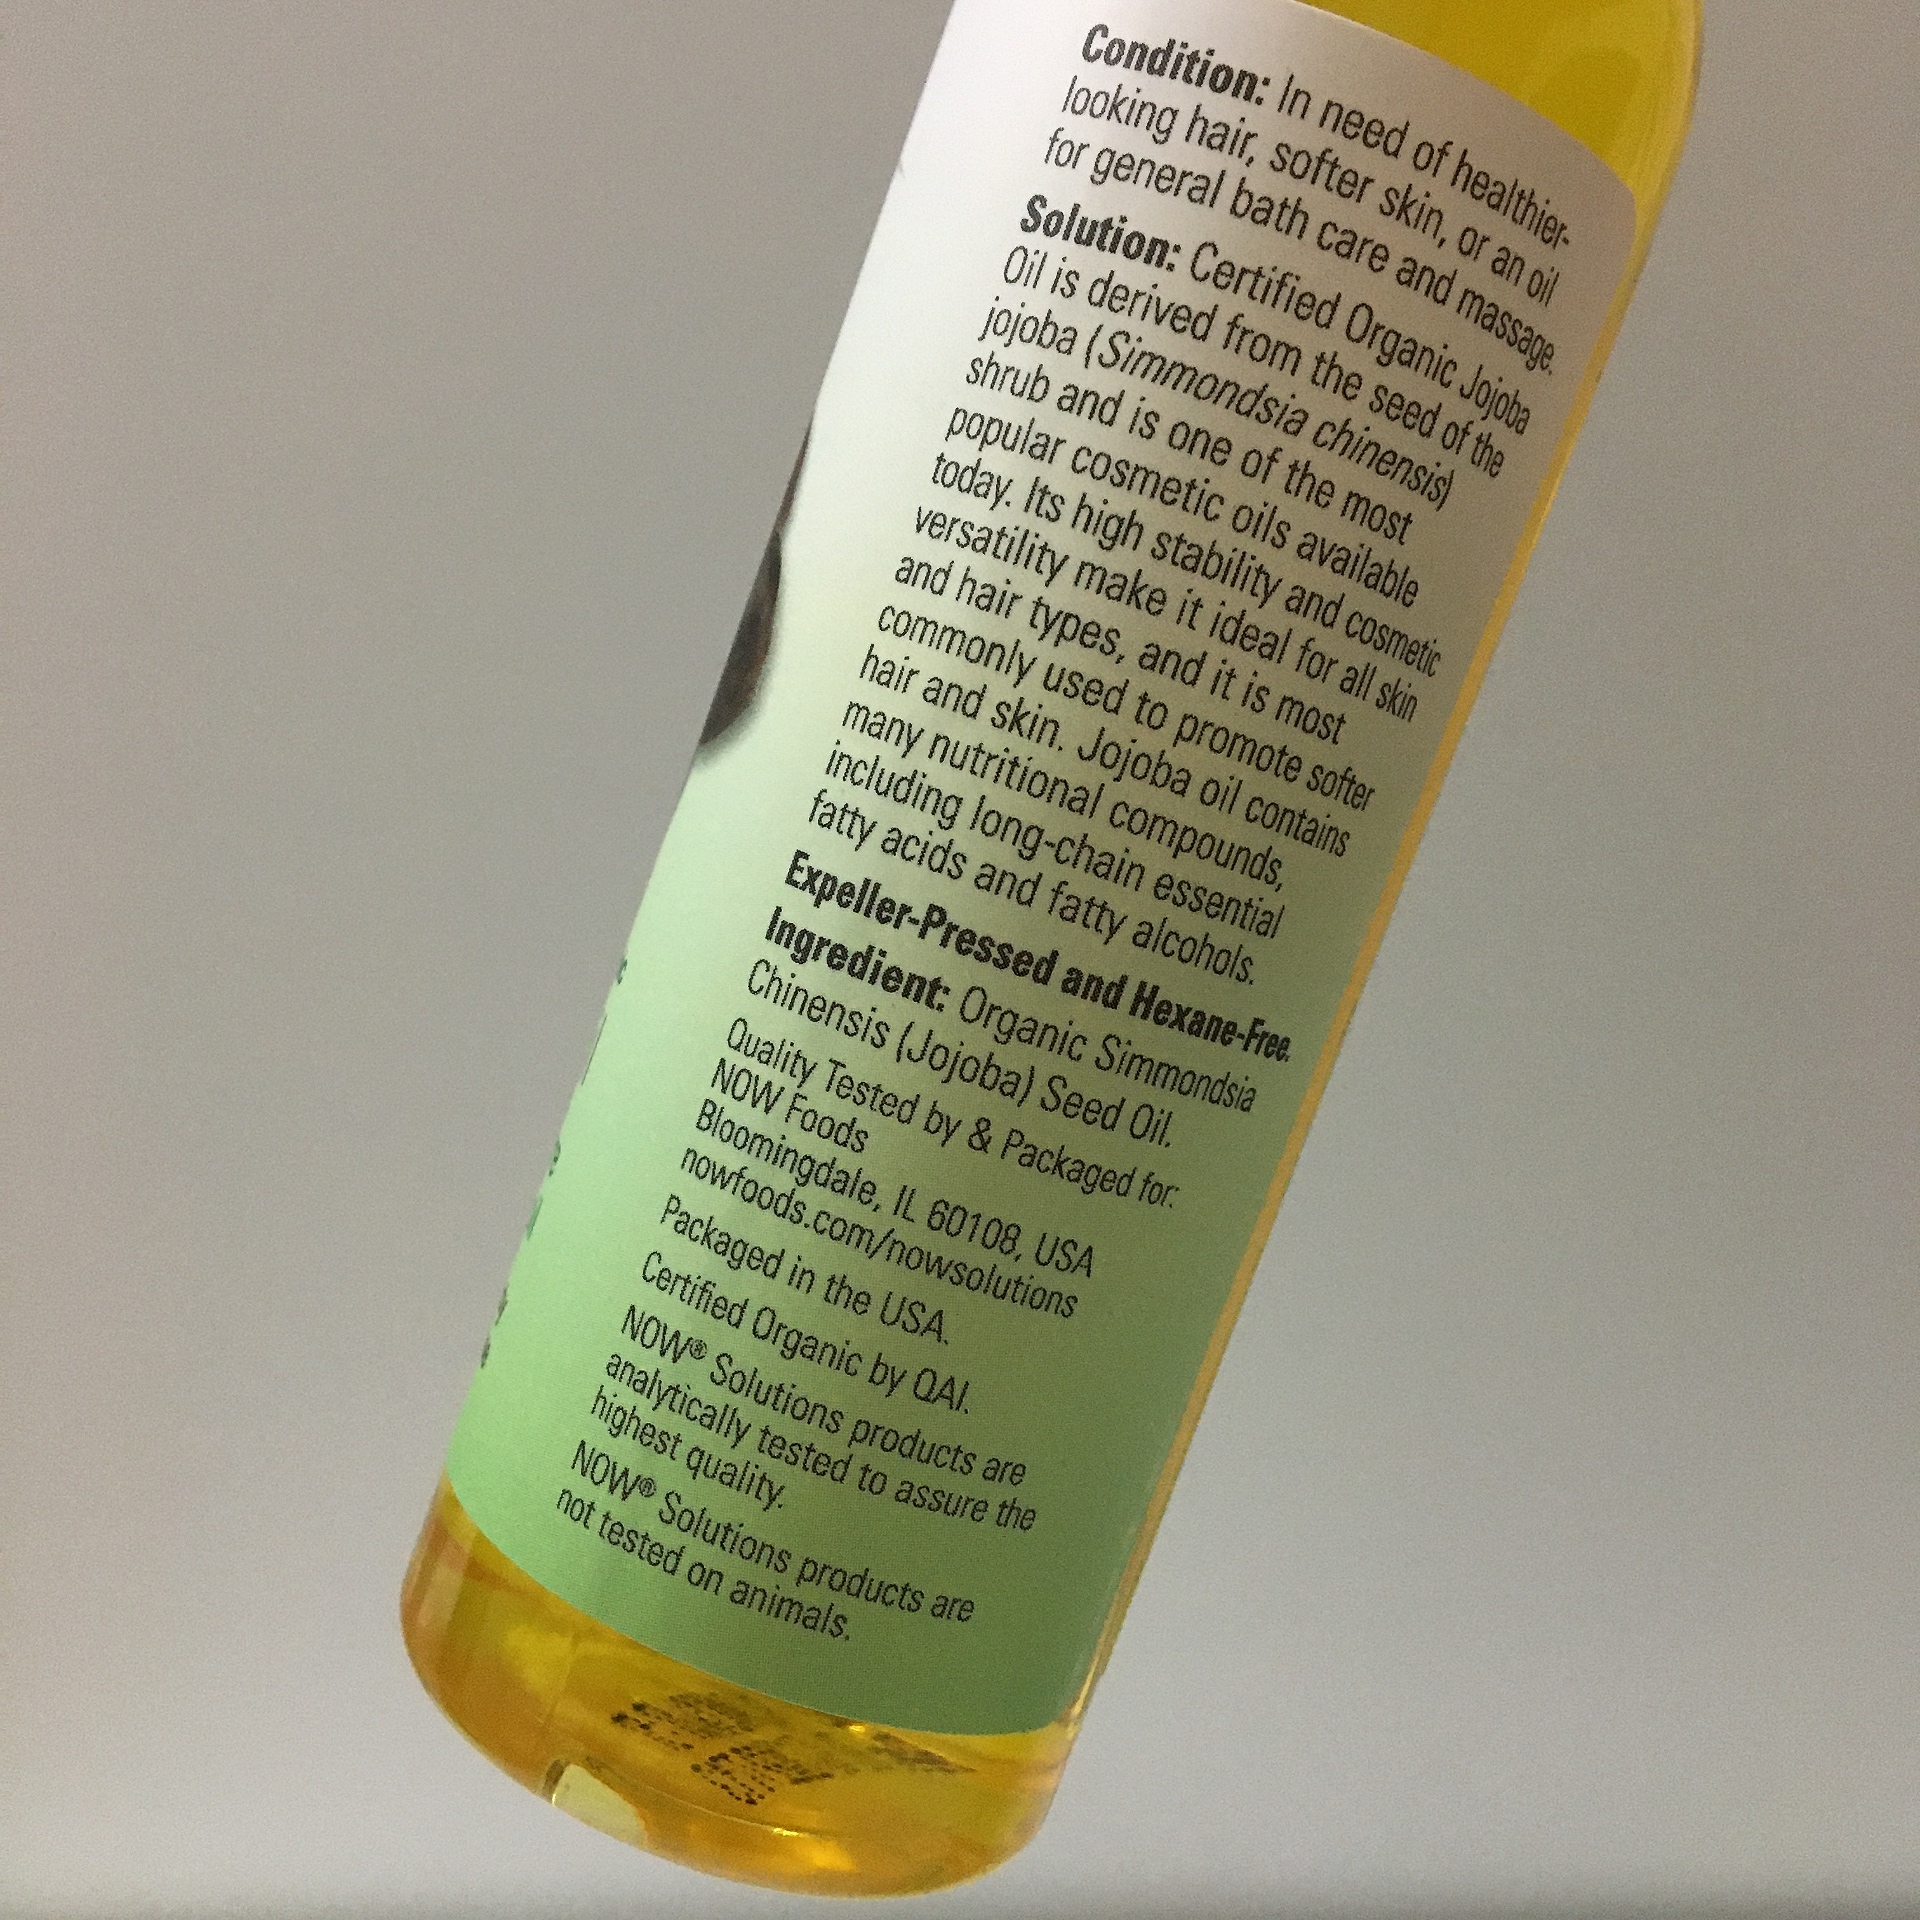 Condition: In need of healthier-
looking hair, softer skin, or an oil
for general bath care and massage.
Solution: Certified Organic Jojoba
Oil is derived from the seed of the
jojoba (Simmondsia chinensis)
shrub and is one of the most
popular cosmetic oils available
today. Its high stability and cosmetic
versatility make it ideal for all skin
and hair types, and it is most
commonly used to promote softer
hair and skin. Jojoba oil contains
many nutritional compounds,
including long-chain essential
fatty acids and fatty alcohols.
Expeller-Pressed and Hexane-Free.
Ingredient: Organic Simmondsia
Chinensis (Jojoba) Seed Oil.
Quality Tested by & Packaged for:
NOW Foods
Bloomingdale, IL 60108, USA
nowfoods.com/nowsolutions
Packaged in the USA.
Certified Organic by QAI.
NOW® Solutions products are
analytically tested to assure the
highest quality.
NOW® Solutions products are
not tested on animals.